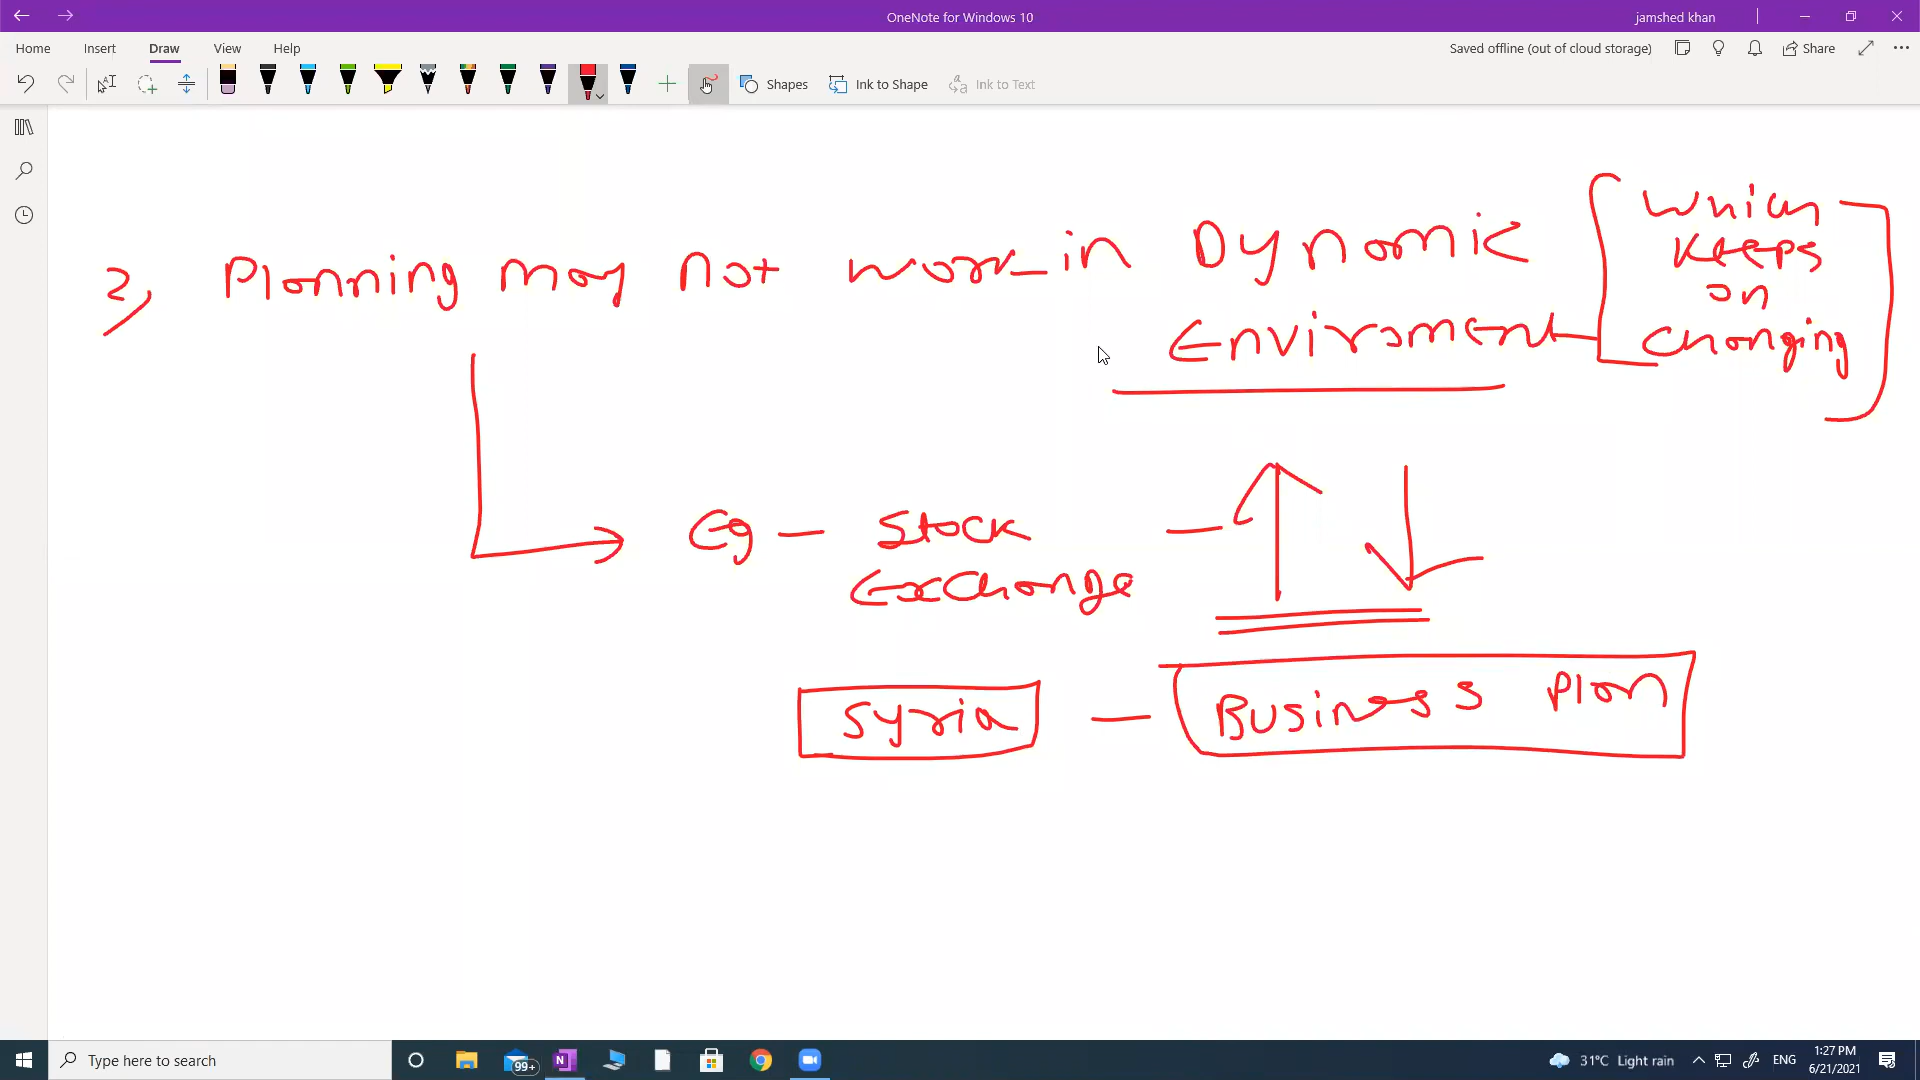 OneNote for Windows 10
jamshed khan
Home Insert Draw View Help
Saved offline (out of cloud storage)
Share
Shapes
Ink to Shape
Ink to Text
2, Planning may not work in Dynamic
Enviroment
which
keeps
on
changing
Eg - Stock
Exchange
Syria - Business Plan
Type here to search
99+
N
31°C Light rain
ENG
1:27 PM
6/21/2021